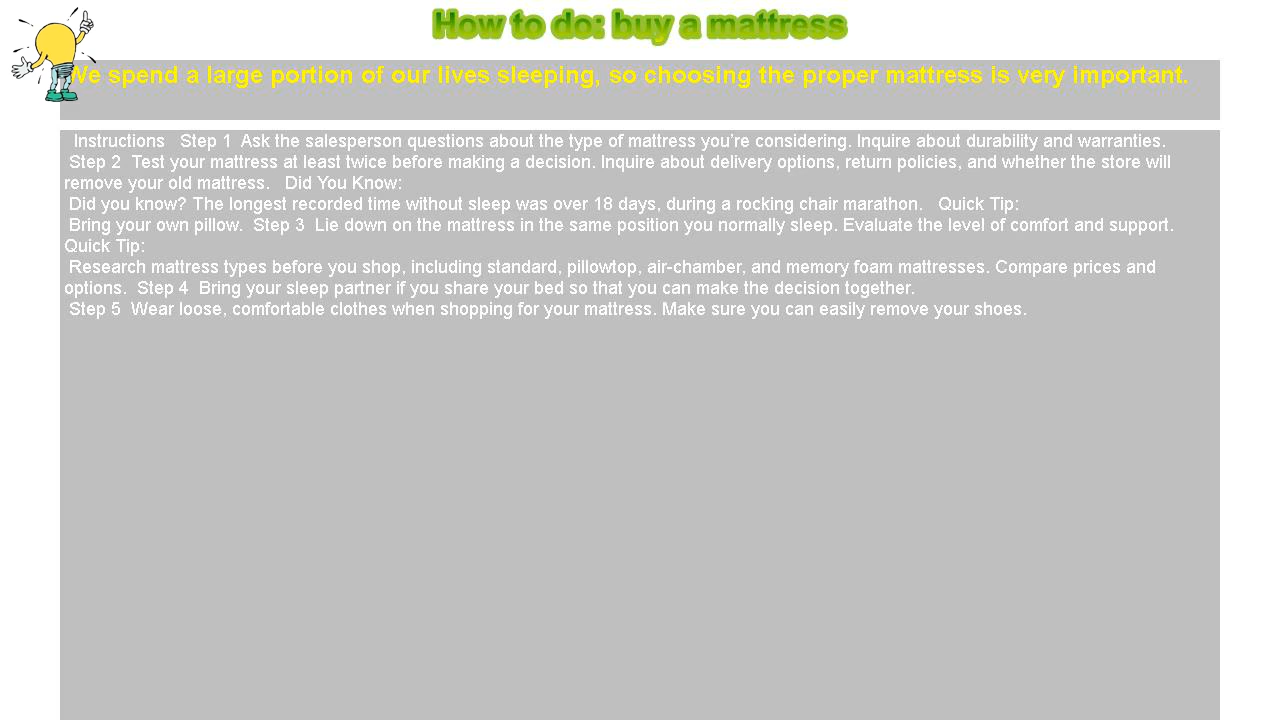 How to do: buy a mattress
We spend a large portion of our lives sleeping, so choosing the proper mattress is very important.
Instructions Step 1 Ask the salesperson questions about the type of mattress you're considering. Inquire about durability and warranties.
Step 2 Test your mattress at least twice before making a decision. Inquire about delivery options, return policies, and whether the store will
remove your old mattress. Did You Know:
Did you know? The longest recorded time without sleep was over 18 days, during a rocking chair marathon. Quick Tip:
Bring your own pillow. Step 3 Lie down on the mattress in the same position you normally sleep. Evaluate the level of comfort and support.
Quick Tip:
Research mattress types before you shop, including standard, pillowtop, air-chamber, and memory foam mattresses. Compare prices and
options. Step 4 Bring your sleep partner if you share your bed so that you can make the decision together.
Step 5 Wear loose, comfortable clothes when shopping for your mattress. Make sure you can easily remove your shoes.